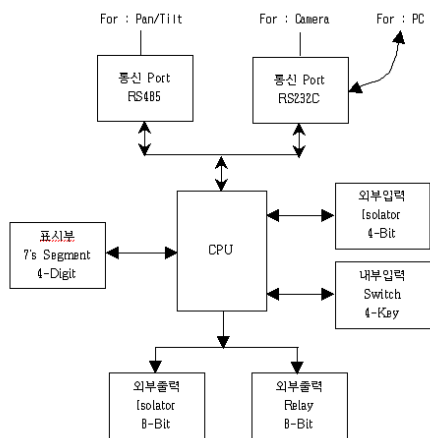 For : Pan/Tilt
For : Camera
For : PC
통신 Port
RS485
통신 Port
RS232C
외부입력
Isolator
4-Bit
표시부
7's Segment
4-Digit
CPU
내부입력
Switch
4-Key
외부출력
Isolator
8-Bit
외부출력
Relay
8-Bit